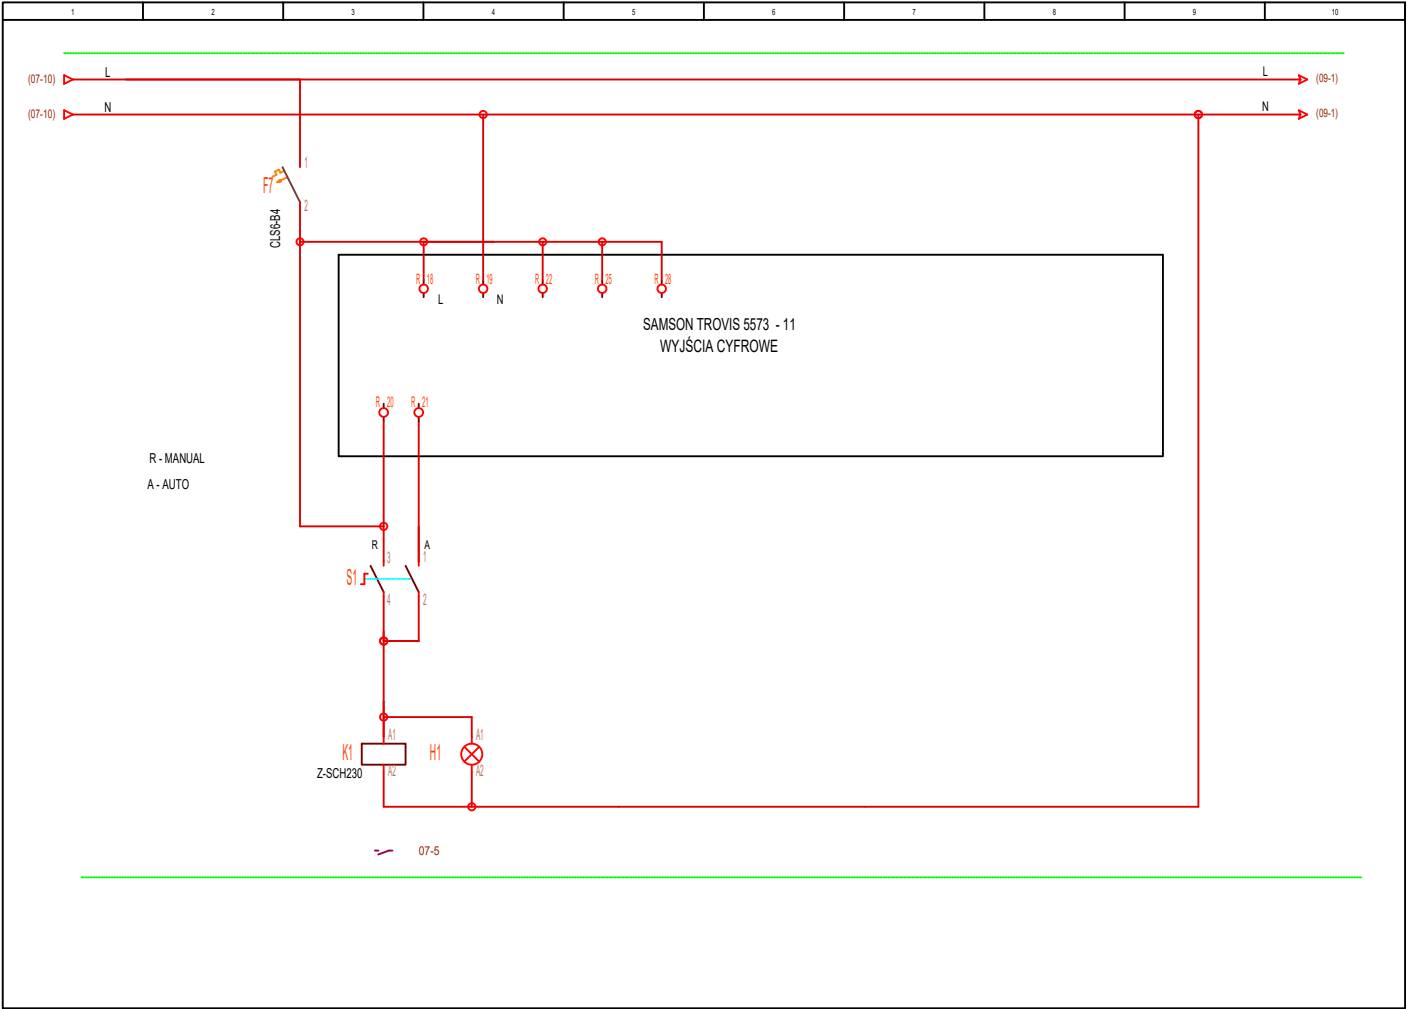 1 2 3 4 5 6 7 8 9 10
(07-10) L L (09-1)
(07-10) N N (09-1)
1
F7
2
CLS6-B4
R 18 R 19 R 22 R 25 R 28
L N
SAMSON TROVIS 5573 - 11
WYJŚCIA CYFROWE
R 20 R 21
R - MANUAL
A - AUTO
R A
3 1
S1
4 2
A1 A1
K1 H1
Z-SCH230 A2 A2
07-5